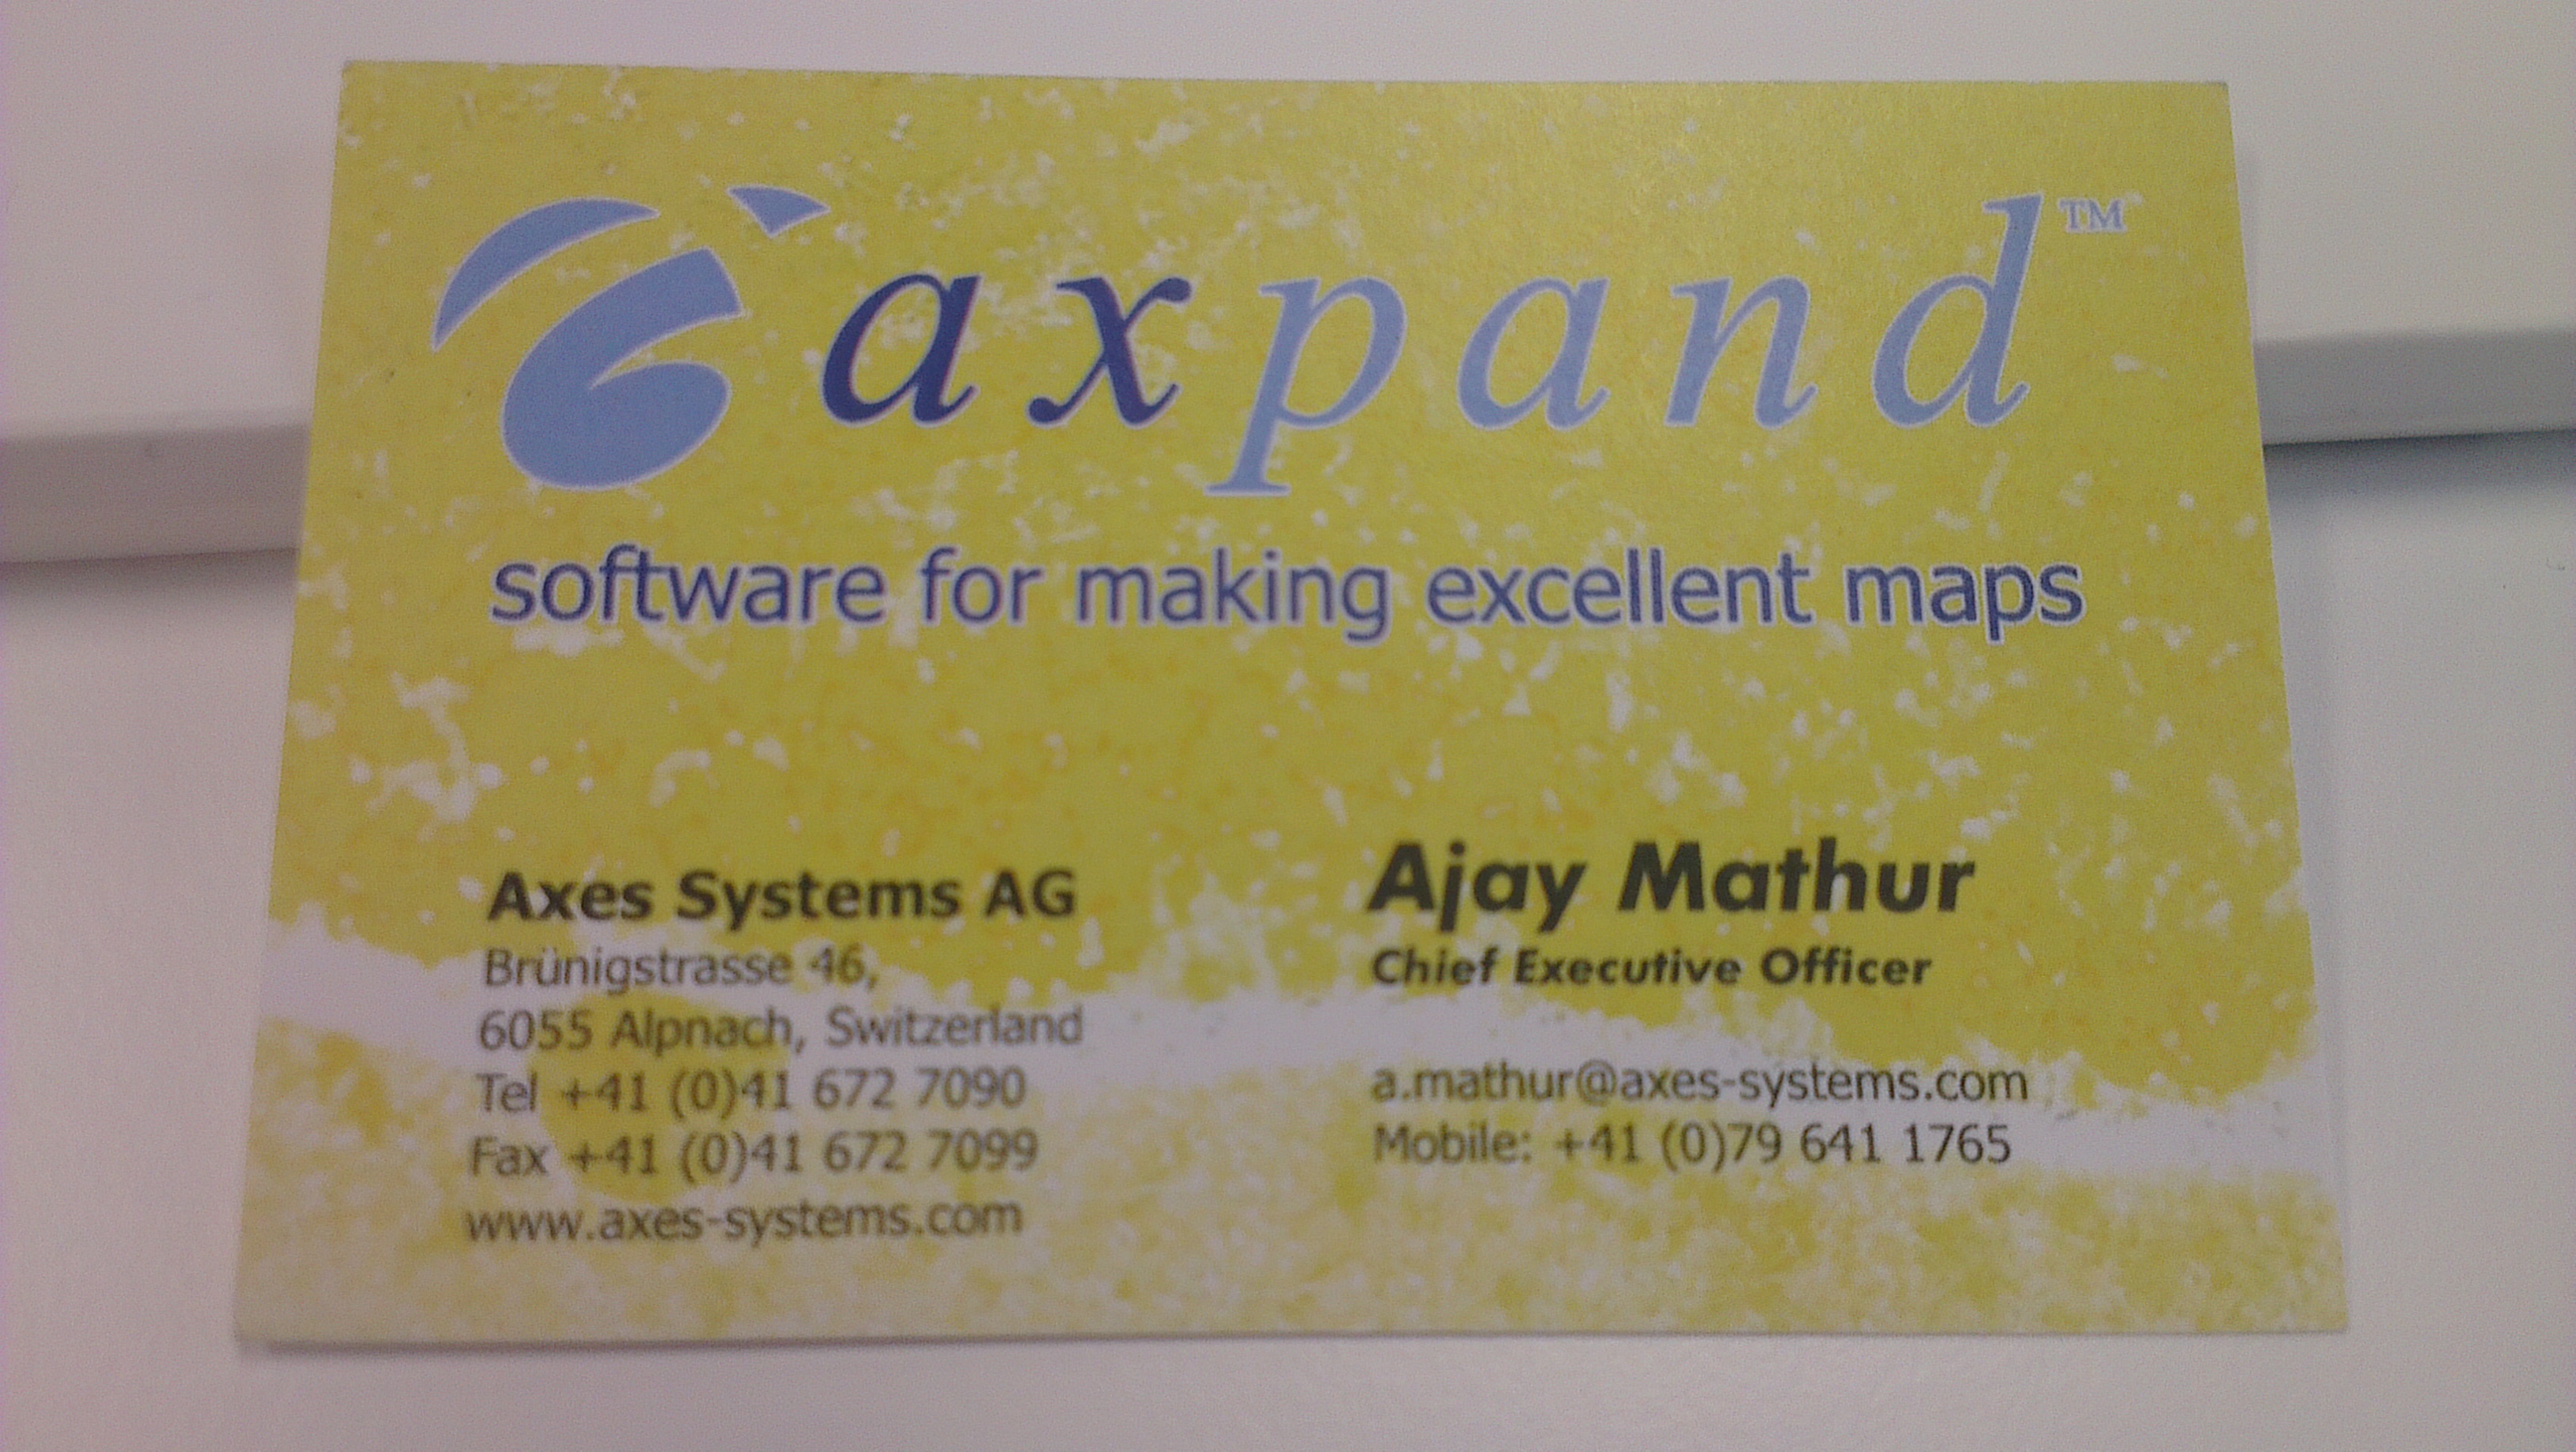 axpand™
software for making excellent maps
Axes Systems AG
Brünigstrasse 46,
6055 Alpnach, Switzerland
Tel +41 (0)41 672 7090
Fax +41 (0)41 672 7099
www.axes-systems.com
Ajay Mathur
Chief Executive Officer
a.mathur@axes-systems.com
Mobile: +41 (0)79 641 1765